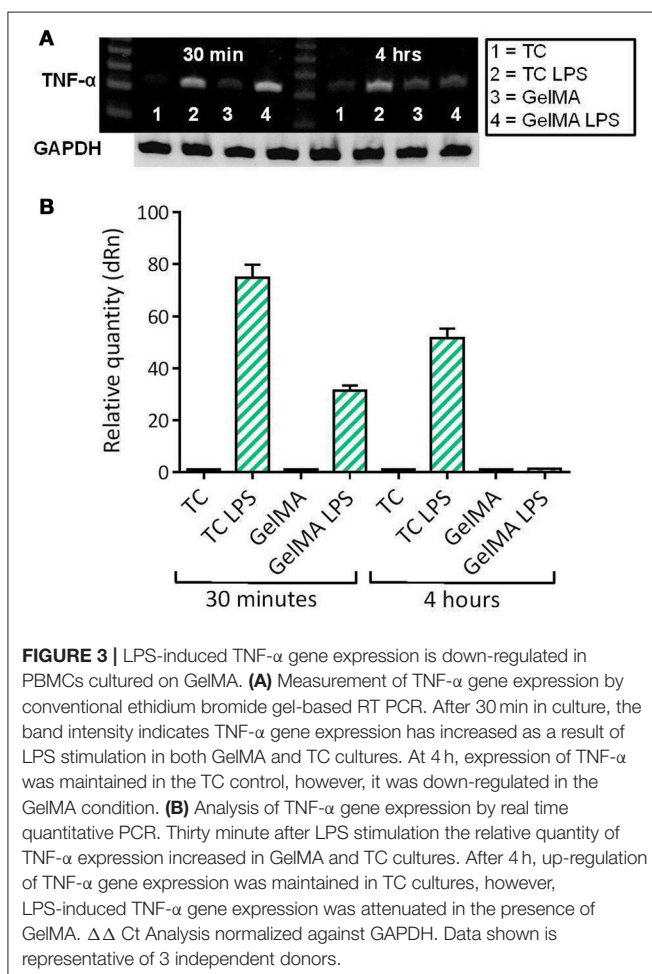 A
30 min
4 hrs
TNF-α
1 2 3 4 1 2 3 4
GAPDH
1 = TC
2 = TC LPS
3 = GelMA
4 = GelMA LPS
B
Relative quantity (dRn)
100
80
60
40
20
0
TC
TC LPS
GelMA
GelMA LPS
TC
TC LPS
GelMA
GelMA LPS
30 minutes
4 hours
FIGURE 3 | LPS-induced TNF-α gene expression is down-regulated in
PBMCs cultured on GelMA. (A) Measurement of TNF-α gene expression by
conventional ethidium bromide gel-based RT PCR. After 30 min in culture, the
band intensity indicates TNF-α gene expression has increased as a result of
LPS stimulation in both GelMA and TC cultures. At 4 h, expression of TNF-α
was maintained in the TC control, however, it was down-regulated in the
GelMA condition. (B) Analysis of TNF-α gene expression by real time
quantitative PCR. Thirty minute after LPS stimulation the relative quantity of
TNF-α expression increased in GelMA and TC cultures. After 4 h, up-regulation
of TNF-α gene expression was maintained in TC cultures, however,
LPS-induced TNF-α gene expression was attenuated in the presence of
GelMA. ΔΔ Ct Analysis normalized against GAPDH. Data shown is
representative of 3 independent donors.